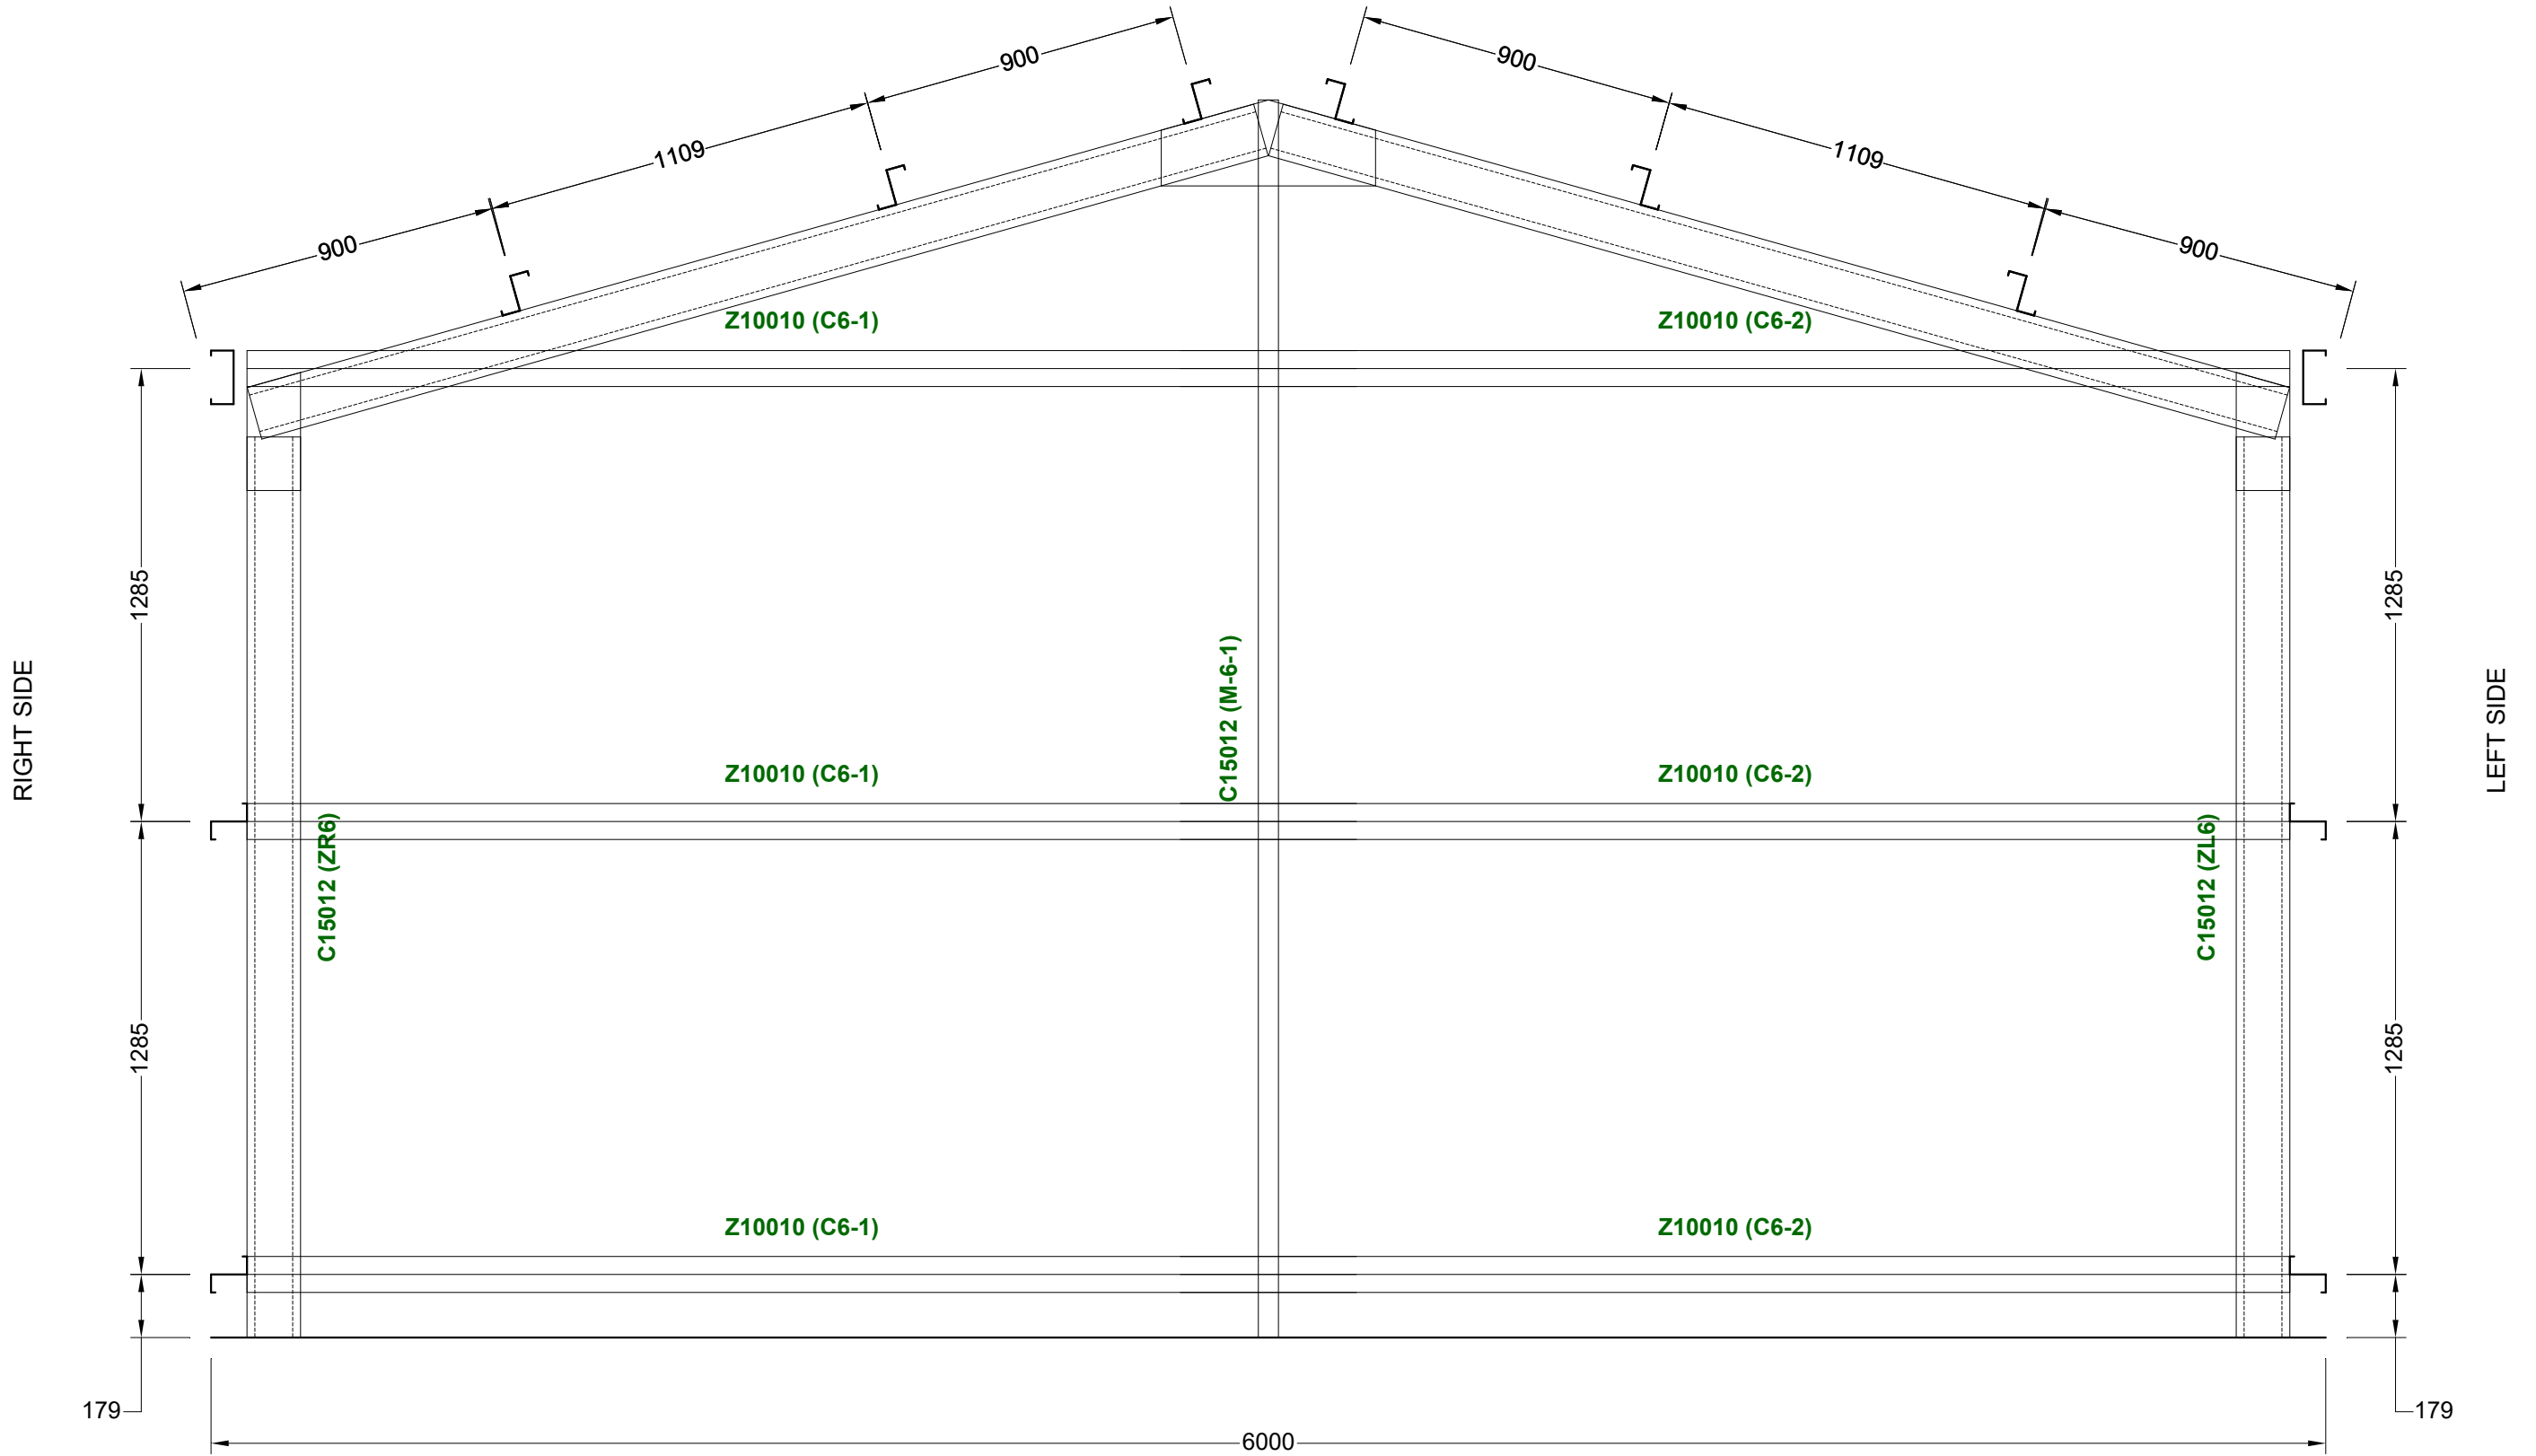 900
900
1109
1109
900
900
Z10010 (C6-1)
Z10010 (C6-2)
1285
1285
RIGHT SIDE
C15012 (M-6-1)
LEFT SIDE
Z10010 (C6-1)
Z10010 (C6-2)
C15012 (ZR6)
C15012 (ZL6)
1285
1285
Z10010 (C6-1)
Z10010 (C6-2)
179
179
6000